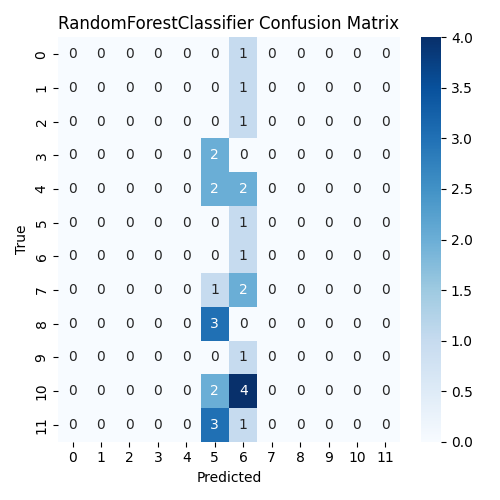 RandomForestClassifier Confusion Matrix
0 0 0 0 0 0 0 1 0 0 0 0 0
1 0 0 0 0 0 0 1 0 0 0 0 0
2 0 0 0 0 0 0 1 0 0 0 0 0
3 0 0 0 0 0 2 0 0 0 0 0 0
4 0 0 0 0 0 2 2 0 0 0 0 0
5 0 0 0 0 0 0 1 0 0 0 0 0
6 0 0 0 0 0 0 1 0 0 0 0 0
7 0 0 0 0 0 1 2 0 0 0 0 0
8 0 0 0 0 0 3 0 0 0 0 0 0
9 0 0 0 0 0 0 1 0 0 0 0 0
10 0 0 0 0 0 2 4 0 0 0 0 0
11 0 0 0 0 0 3 1 0 0 0 0 0
0 1 2 3 4 5 6 7 8 9 10 11
Predicted
True
4.0
3.5
3.0
2.5
2.0
1.5
1.0
0.5
0.0